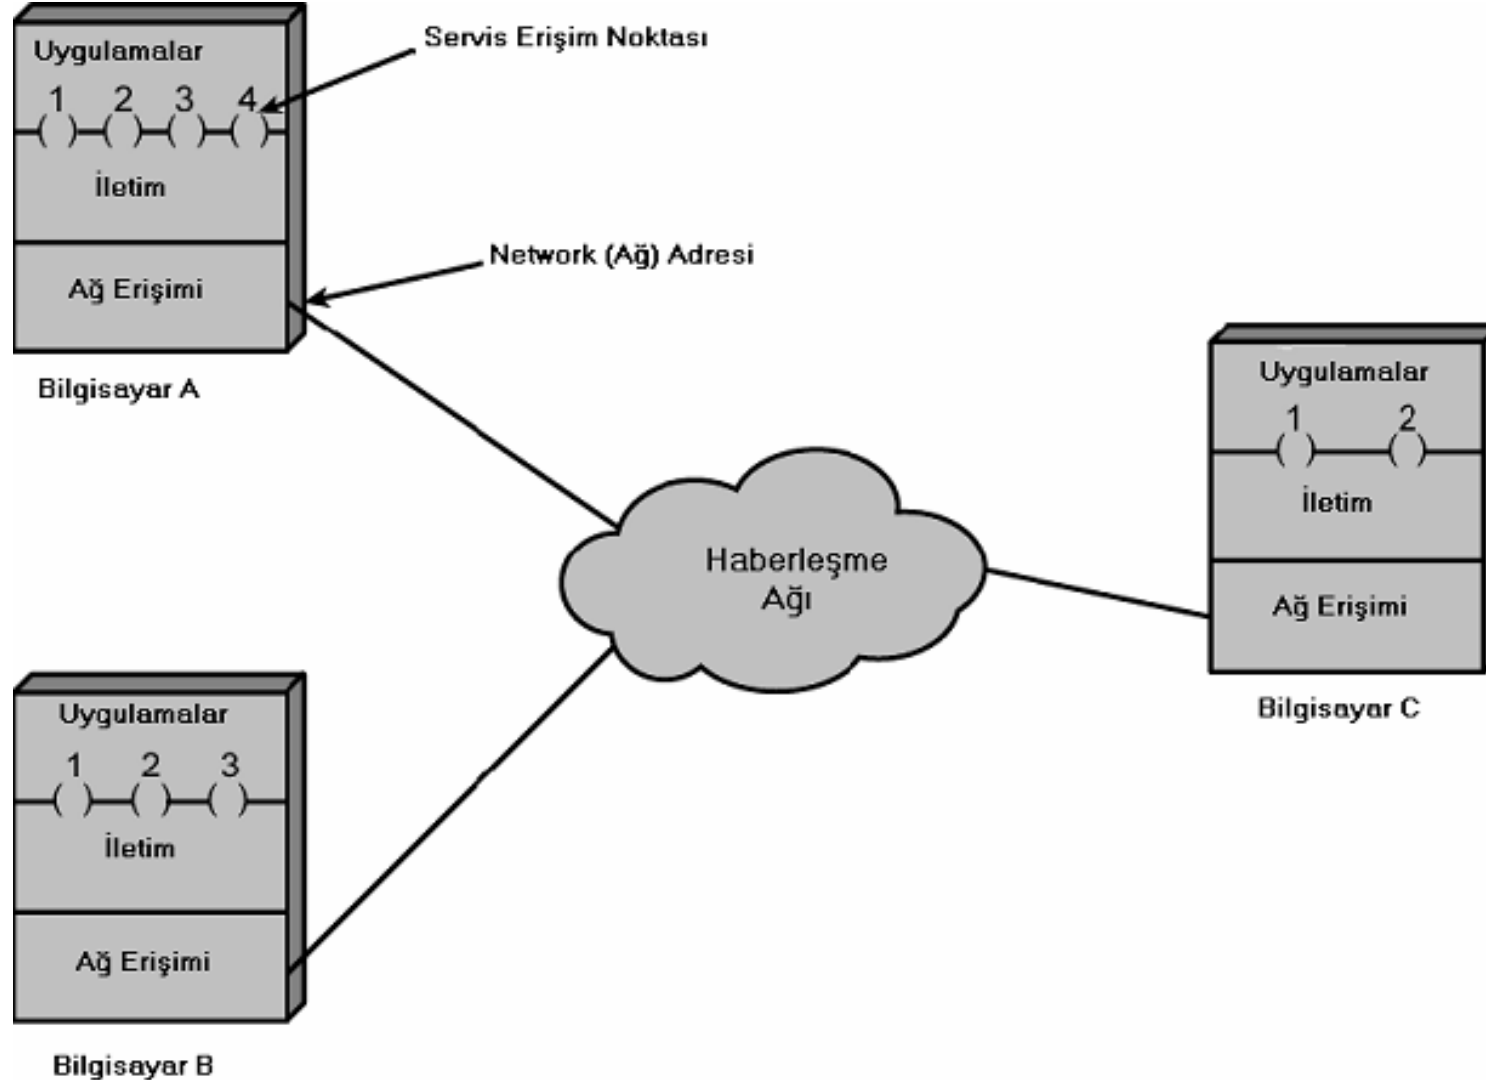 Uygulamalar
1 2 3 4
İletim
Ağ Erişimi
Bilgisayar A
Servis Erişim Noktası
Network (Ağ) Adresi
Haberleşme
Ağı
Uygulamalar
1 2
İletim
Ağ Erişimi
Bilgisayar C
Uygulamalar
1 2 3
İletim
Ağ Erişimi
Bilgisayar B